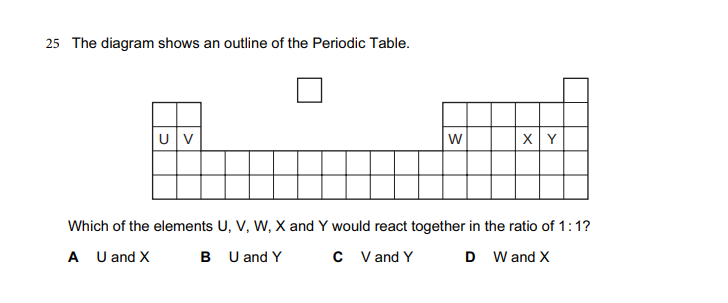 25 The diagram shows an outline of the Periodic Table.
U V W X Y
Which of the elements U, V, W, X and Y would react together in the ratio of 1 : 1?
A U and X B U and Y C V and Y D W and X